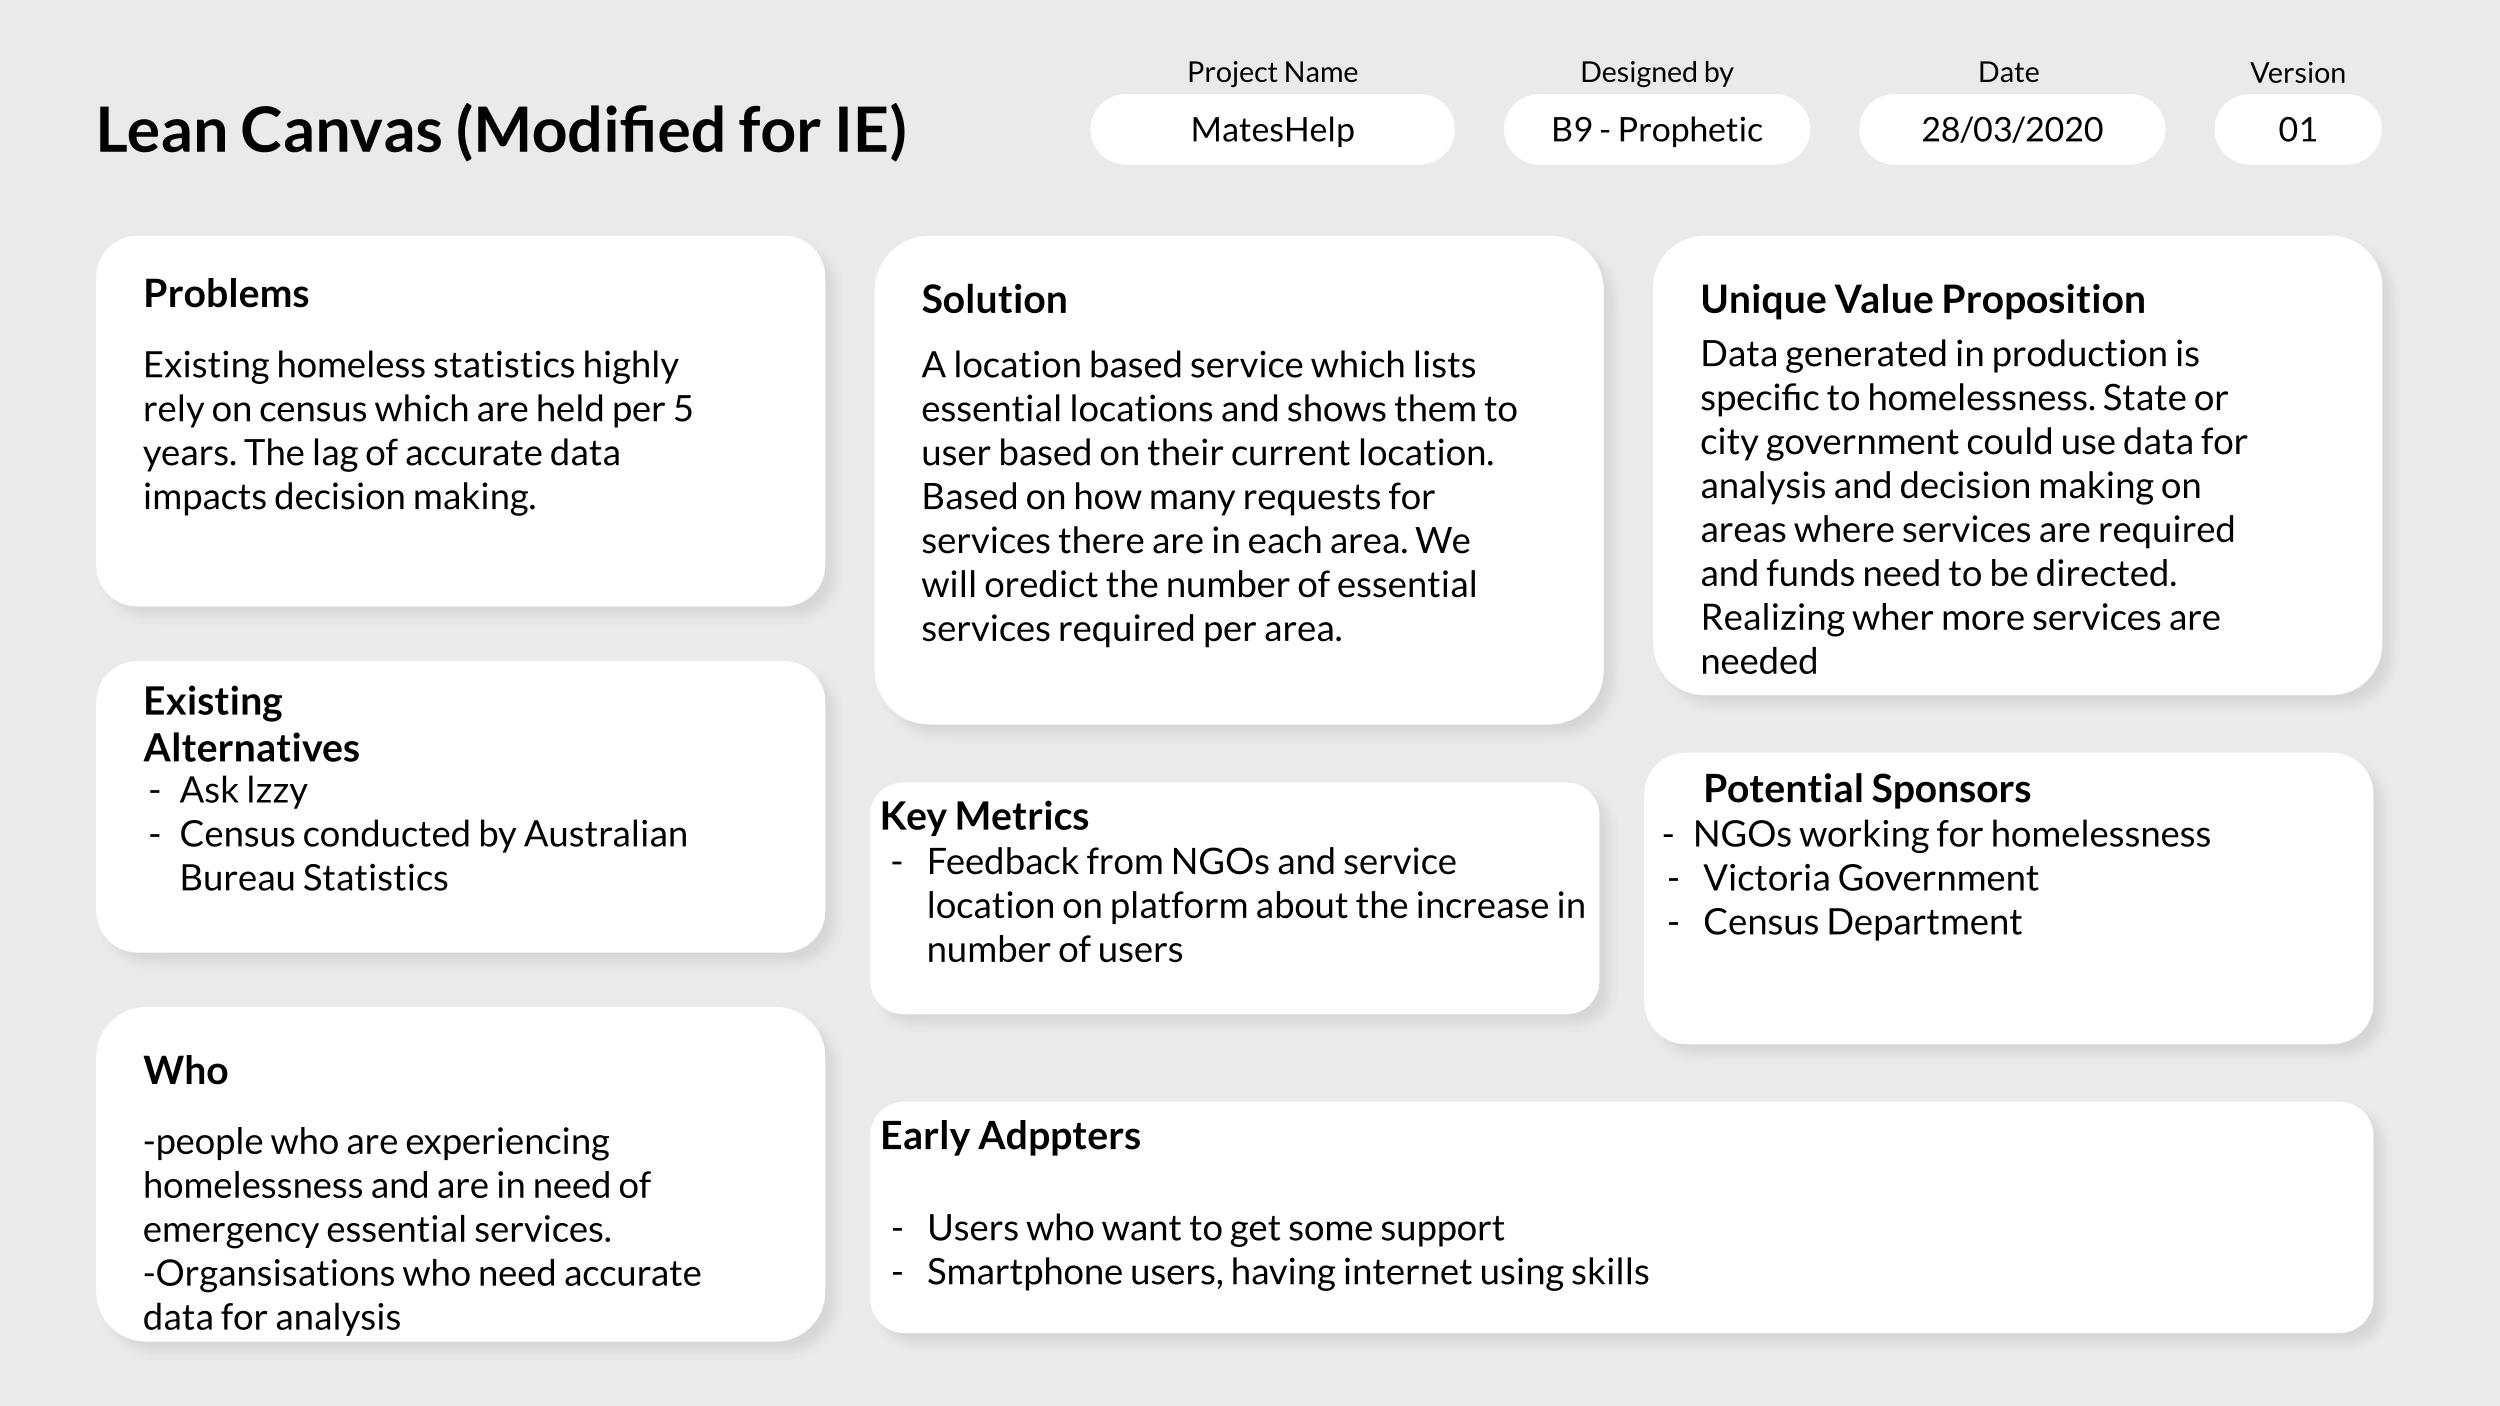 Lean Canvas (Modified for IE)
Project Name
MatesHelp
Designed by
B9 - Prophetic
Date
28/03/2020
Version
01
Problems
Existing homeless statistics highly
rely on census which are held per 5
years. The lag of accurate data
impacts decision making.
Existing
Alternatives
- Ask Izzy
- Census conducted by Australian
Bureau Statistics
Who
-people who are experiencing
homelessness and are in need of
emergency essential services.
-Organsisations who need accurate
data for analysis
Solution
A location based service which lists
essential locations and shows them to
user based on their current location.
Based on how many requests for
services there are in each area. We
will oredict the number of essential
services required per area.
Key Metrics
- Feedback from NGOs and service
location on platform about the increase in
number of users
Unique Value Proposition
Data generated in production is
specific to homelessness. State or
city government could use data for
analysis and decision making on
areas where services are required
and funds need to be directed.
Realizing wher more services are
needed
Potential Sponsors
- NGOs working for homelessness
- Victoria Government
- Census Department
Early Adppters
- Users who want to get some support
- Smartphone users, having internet using skills